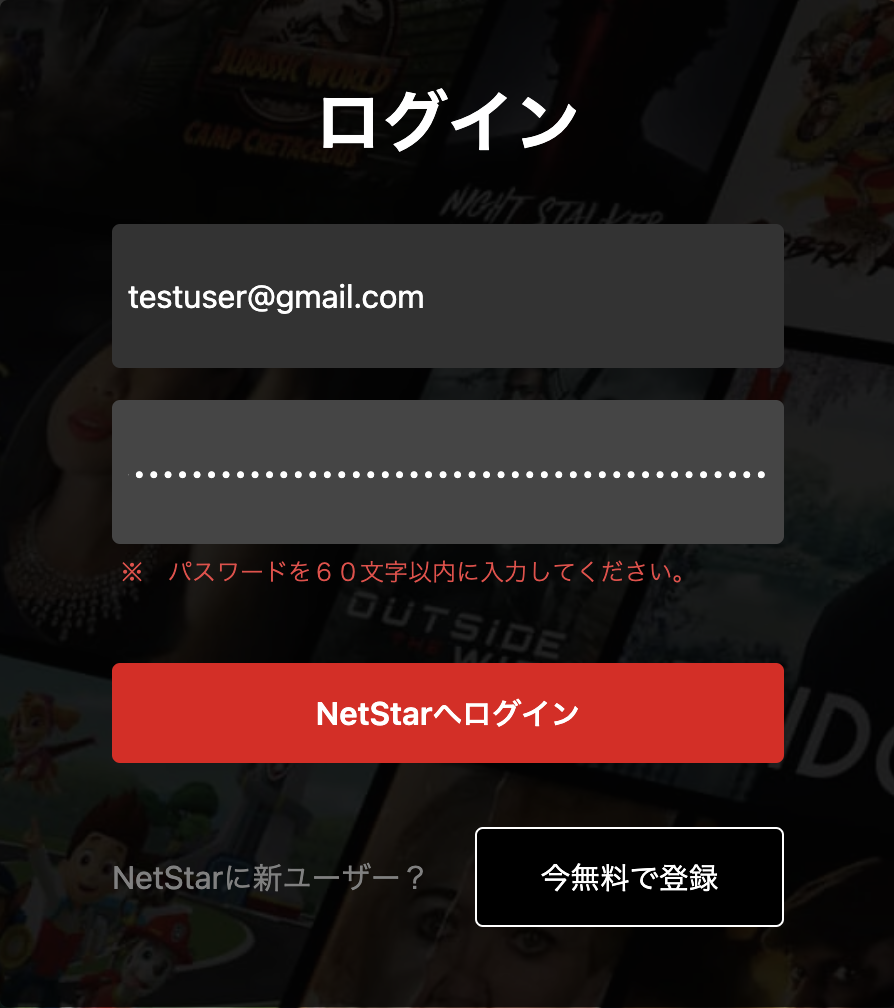 JURASSIC WORLD
CAMP CRETACEOUS
ログイン
NIGHT STALKER
testuser@gmail.com
••••••••••••••••••••••••••••••••••••••••••••
※　パスワードを６０文字以内に入力してください。
OUTSIDE
THE
NetStarへログイン
NetStarに新ユーザー？
今無料で登録